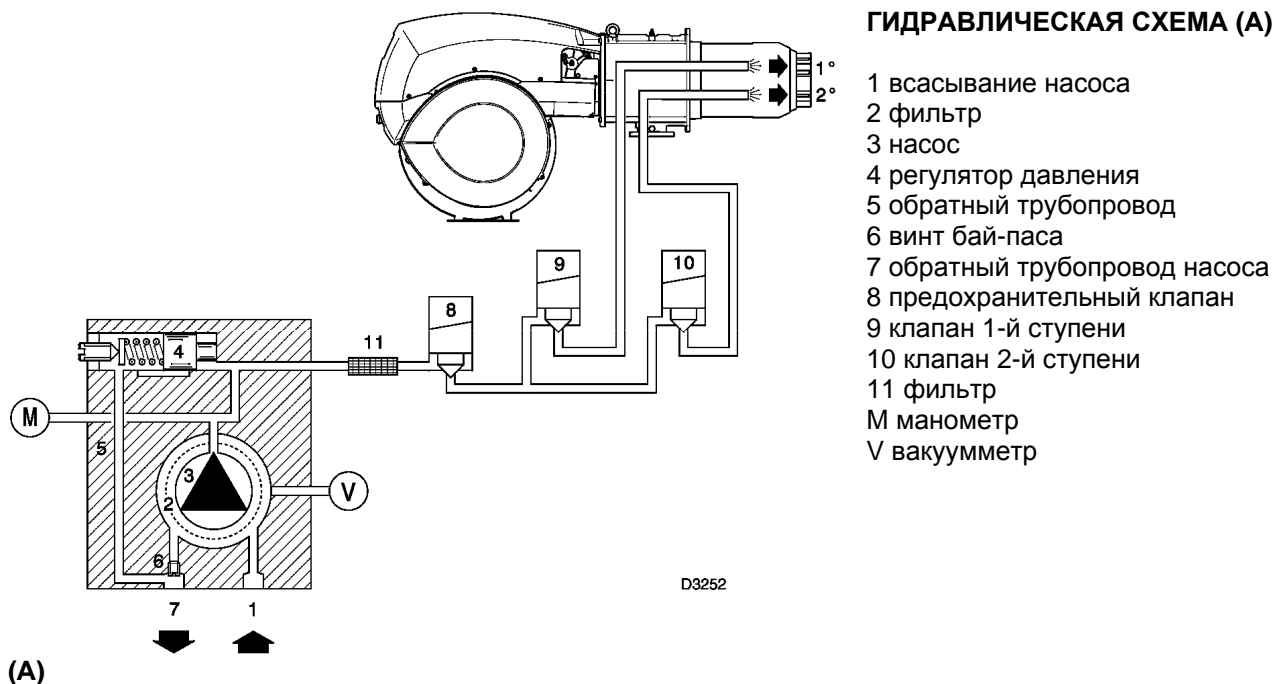 ГИДРАВЛИЧЕСКАЯ СХЕМА (А)
1 всасывание насоса
2 фильтр
3 насос
4 регулятор давления
5 обратный трубопровод
6 винт бай-паса
7 обратный трубопровод насоса
8 предохранительный клапан
9 клапан 1-й ступени
10 клапан 2-й ступени
11 фильтр
М манометр
V вакуумметр
1°
2°
9
10
8
11
4
M
5
3
2
V
6
7
1
D3252
(А)